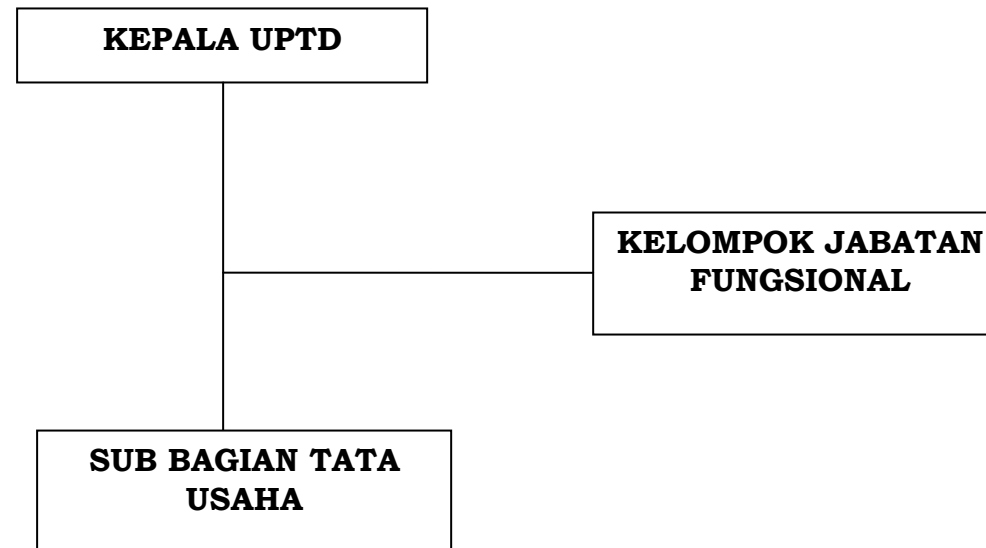 KEPALA UPTD
KELOMPOK JABATAN
FUNGSIONAL
SUB BAGIAN TATA
USAHA